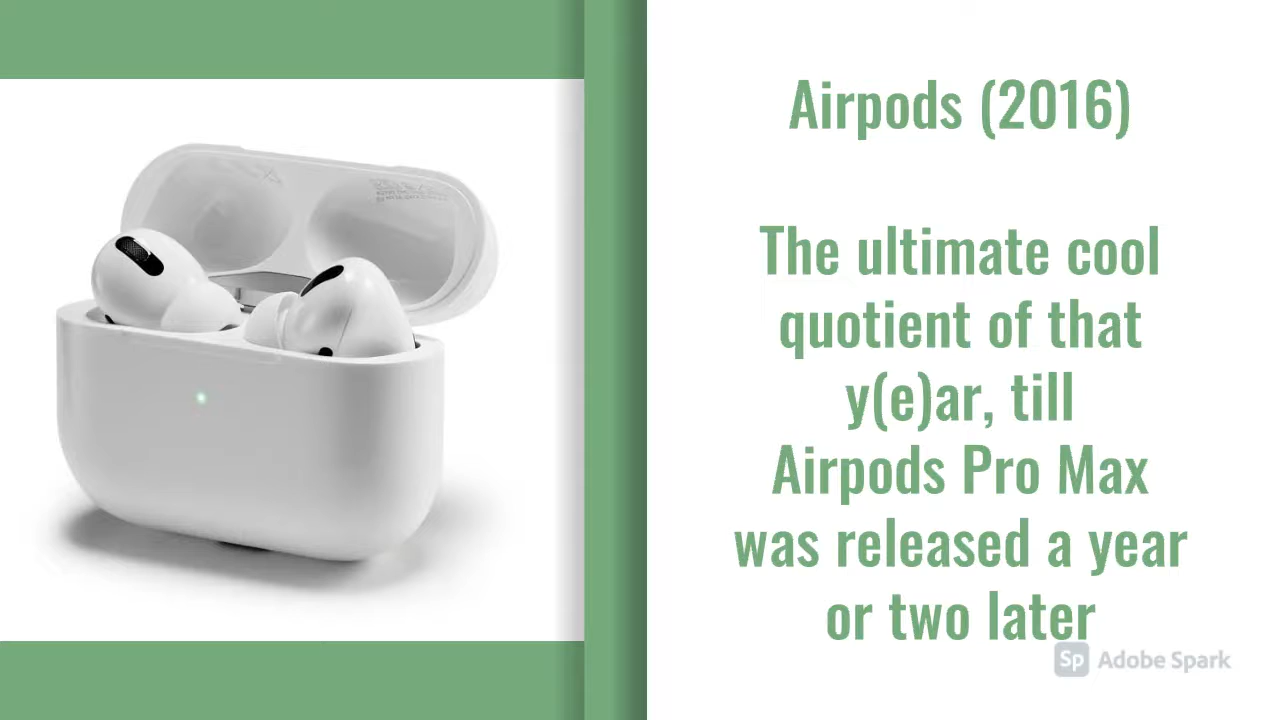 Airpods (2016)
The ultimate cool
quotient of that
y(e)ar, till
Airpods Pro Max
was released a year
or two later
Sp Adobe Spark